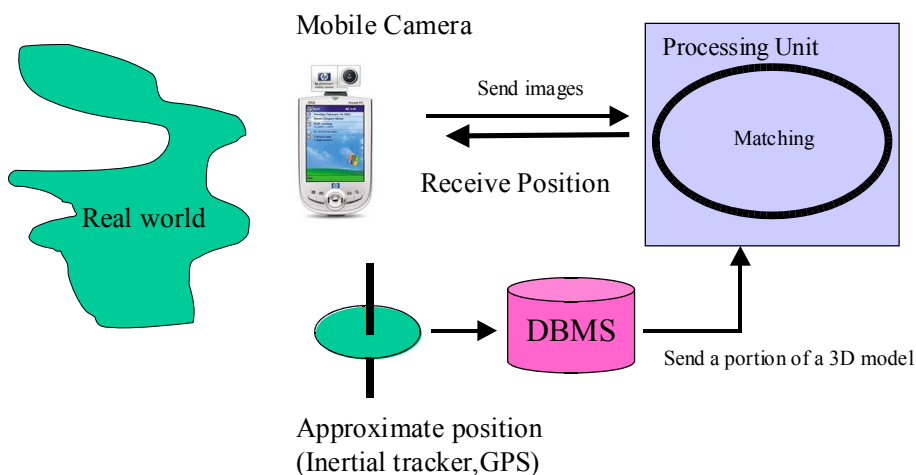 Mobile Camera
Processing Unit
Send images
Matching
Receive Position
Real world
DBMS
Send a portion of a 3D model
Approximate position
(Inertial tracker,GPS)